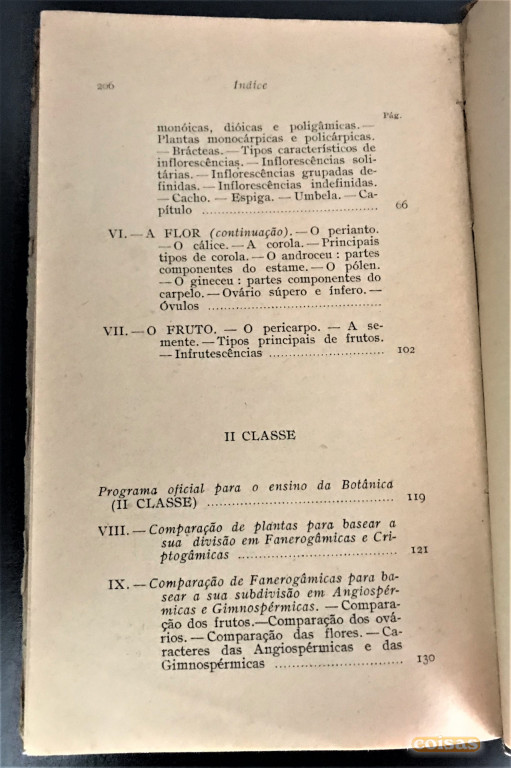 206 Índice
Pág.
monóicas, dióicas e poligâmicas.—
Plantas monocárpicas e policárpicas.
— Brácteas. — Tipos característicos de
inflorescências. — Inflorescências soli-
tárias. — Inflorescências grupadas de-
finidas. — Inflorescências indefinidas.
— Cacho. — Espiga. — Umbela. — Ca-
pítulo ........................................ 66
VI. — A FLOR (continuação). — O perianto.
— O cálice. — A corola. — Principais
tipos de corola. — O androceu : partes
componentes do estame. — O pólen.
— O gineceu : partes componentes do
carpelo. — Ovário súpero e ínfero. —
Óvulos ........................................
VII. — O FRUTO. — O pericarpo. — A se-
mente. — Tipos principais de frutos.
— Infrutescências ............................ 102
II CLASSE
Programa oficial para o ensino da Botânica
(II CLASSE) ........................................ 119
VIII. — Comparação de plantas para basear a
sua divisão em Fanerogâmicas e Cri-
ptogâmicas ........................................ 121
IX. — Comparação de Fanerogâmicas para ba-
sear a sua subdivisão em Angiospér-
micas e Gimnospérmicas. — Compara-
ção dos frutos.—Comparação dos ová-
rios. — Comparação das flores. — Ca-
racteres das Angiospérmicas e das
Gimnospérmicas ................................ 130
coisas